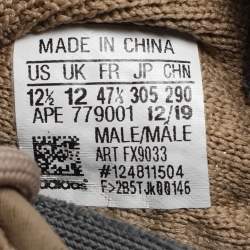 MADE IN CHINA
US UK FR JP CHN
12½ 12 47⅓ 305 290
APE 779001 12/19
MALE/MALE
ART FX9033
#124811504
adidas F>2B5TJk00146